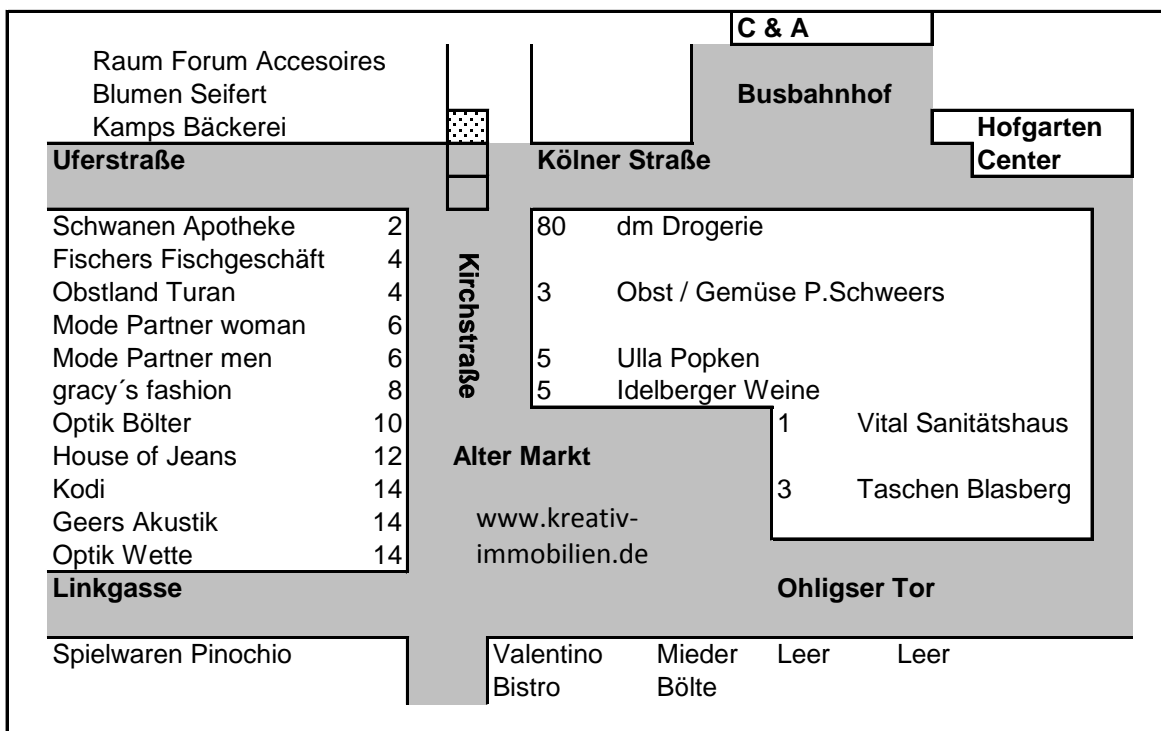 C & A
Raum Forum Accesoires
Blumen Seifert
Busbahnhof
Kamps Bäckerei
Hofgarten
Center
Uferstraße
Kölner Straße
Schwanen Apotheke 2
Fischers Fischgeschäft 4
Obstland Turan 4
Mode Partner woman 6
Mode Partner men 6
gracy´s fashion 8
Optik Bölter 10
House of Jeans 12
Kodi 14
Geers Akustik 14
Optik Wette 14
Kirchstraße
80 dm Drogerie
3 Obst / Gemüse P.Schweers
5 Ulla Popken
5 Idelberger Weine
1 Vital Sanitätshaus
3 Taschen Blasberg
Alter Markt
www.kreativ-
immobilien.de
Linkgasse
Ohligser Tor
Spielwaren Pinochio
Valentino
Bistro
Mieder
Bölte
Leer
Leer